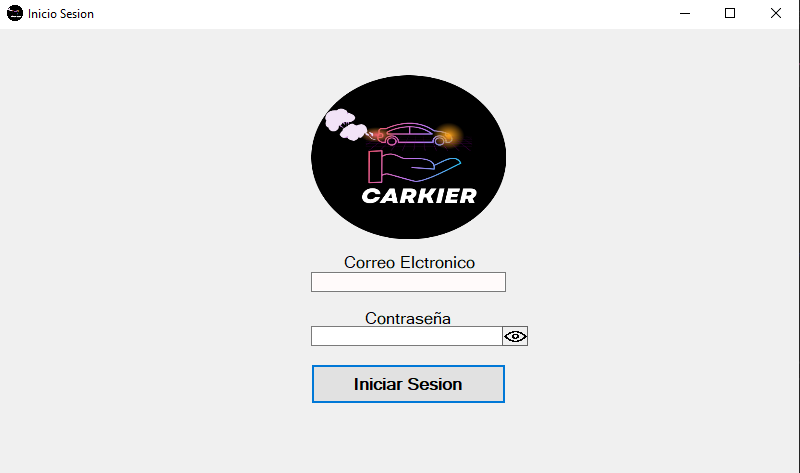 Inicio Sesion
CARKIER
Correo Elctronico
Contraseña
Iniciar Sesion